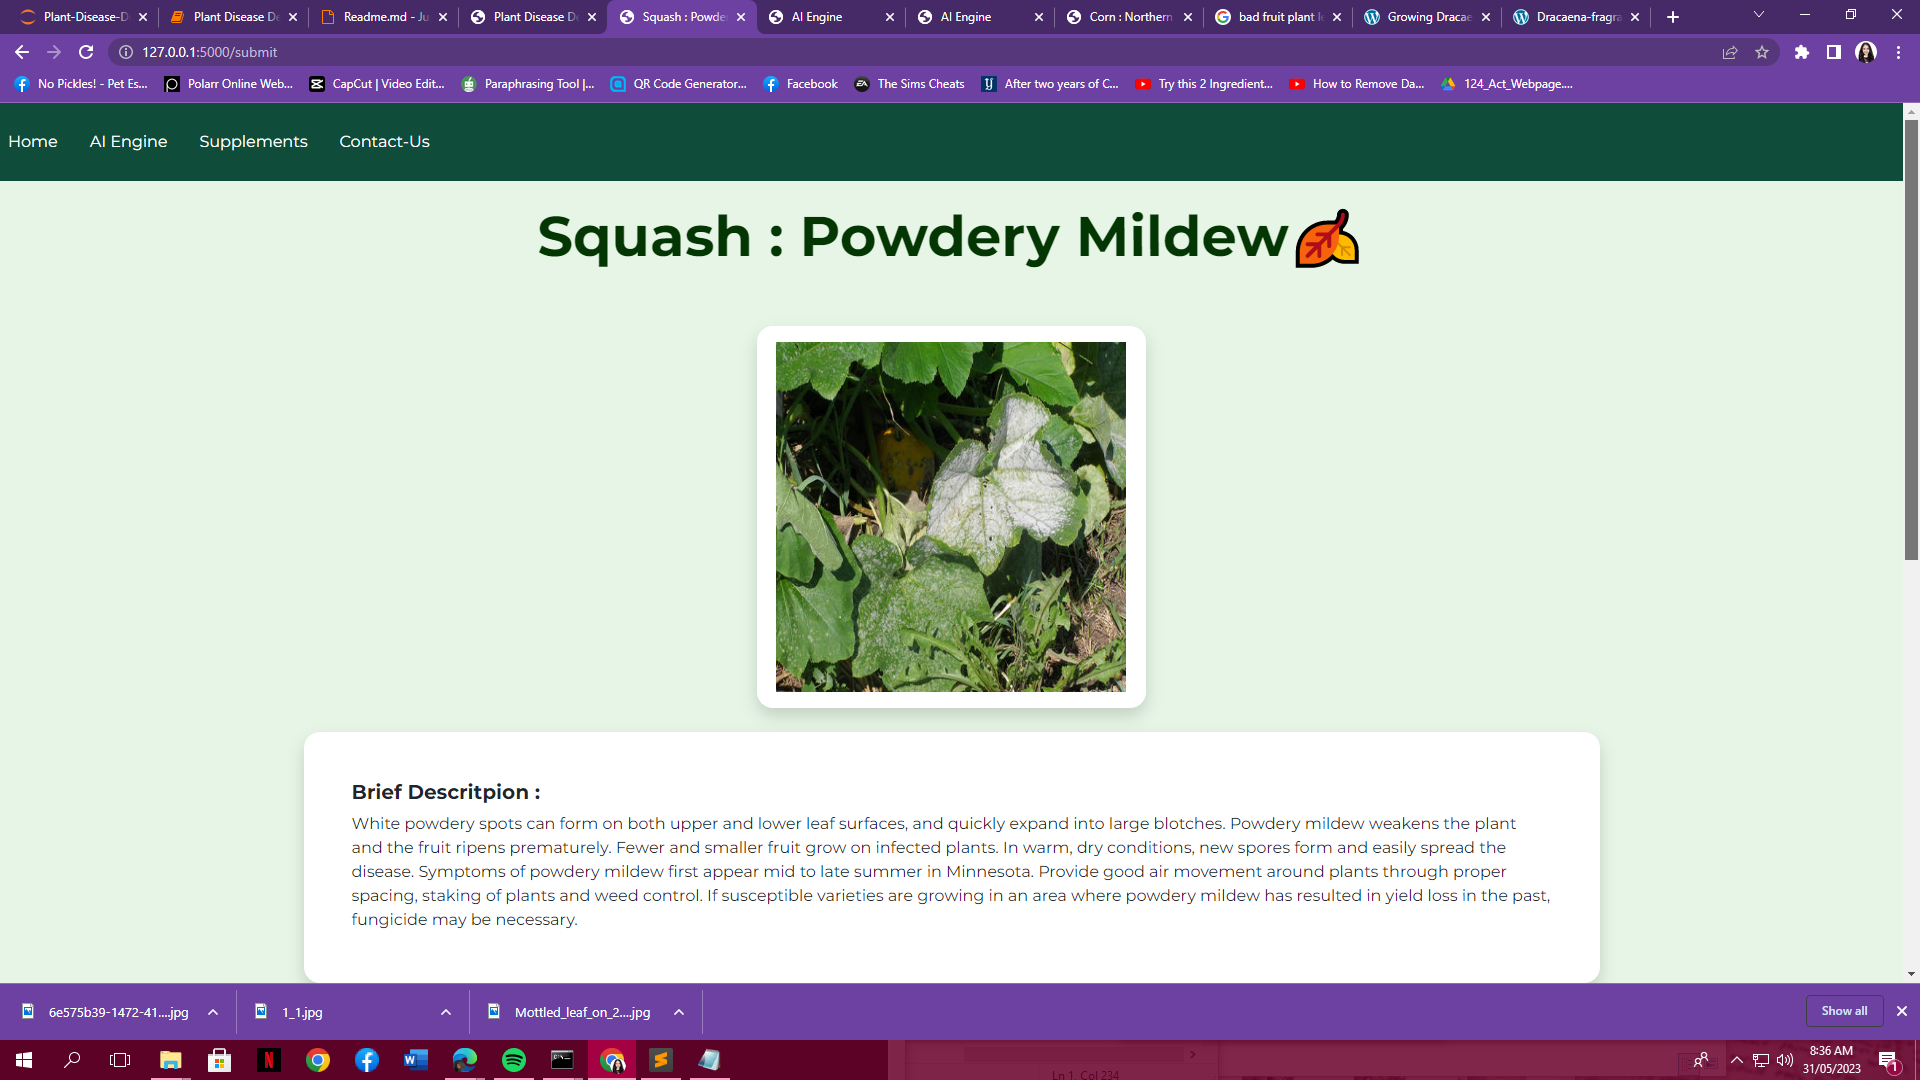 Plant-Disease-D
Plant Disease De
Readme.md - Ju
Plant Disease De
Squash : Powde
AI Engine
AI Engine
Corn : Northern
bad fruit plant le
Growing Dracae
Dracaena-fragra
127.0.0.1:5000/submit
No Pickles! - Pet Es...
Polarr Online Web...
CapCut | Video Edit...
Paraphrasing Tool |...
QR Code Generator...
Facebook
The Sims Cheats
After two years of C...
Try this 2 Ingredient...
How to Remove Da...
124_Act_Webpage....
Home
AI Engine
Supplements
Contact-Us
Squash : Powdery Mildew
Brief Descritpion :
White powdery spots can form on both upper and lower leaf surfaces, and quickly expand into large blotches. Powdery mildew weakens the plant
and the fruit ripens prematurely. Fewer and smaller fruit grow on infected plants. In warm, dry conditions, new spores form and easily spread the
disease. Symptoms of powdery mildew first appear mid to late summer in Minnesota. Provide good air movement around plants through proper
spacing, staking of plants and weed control. If susceptible varieties are growing in an area where powdery mildew has resulted in yield loss in the past,
fungicide may be necessary.
6e575b39-1472-41....jpg
1_1.jpg
Mottled_leaf_on_2....jpg
Show all
Ln 1, Col 234
8:36 AM
31/05/2023
1